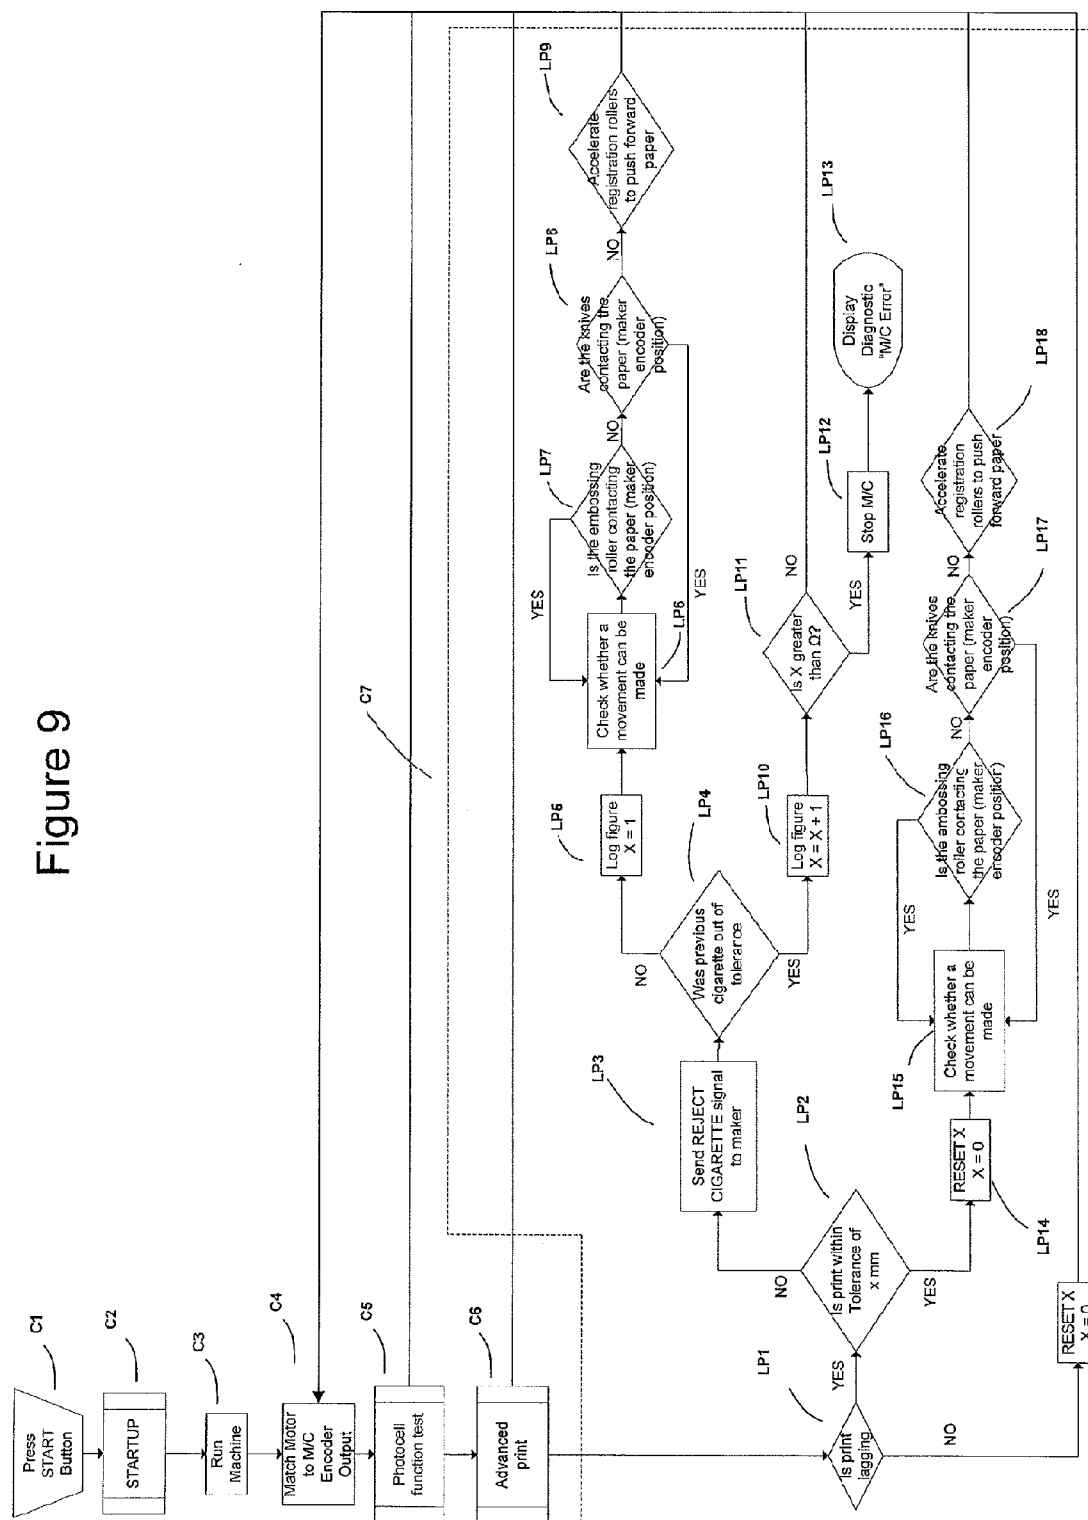 Figure 9
C1
Press
START
Button
C2
STARTUP
C3
Run
Machine
C4
Match Motor
to M/C
Encoder
Output
C5
Photocell
function test
C6
Advanced
print
C7
LP1
Is print
lagging
YES
NO
RESET X
X = 0
LP2
Is print within
Tolerance of
x mm
NO
YES
LP3
Send REJECT
CIGARETTE signal
to maker
LP4
Was previous
cigarette out of
tolerance
NO
YES
LP5
Log figure
X = 1
LP6
Check whether a
movement can be
made
YES
YES
LP7
Is the embossing
roller contacting
the paper (maker
encoder position)
NO
LP8
Are the knives
contacting the
paper (maker
encoder
position)
NO
LP9
Accelerate
registration rollers
to push forward
paper
LP10
Log figure
X = X + 1
LP11
Is X greater
than Ω?
NO
YES
LP12
Stop M/C
LP13
Display
Diagnostic
"M/C Error"
LP14
RESET X
X = 0
LP15
Check whether a
movement can be
made
YES
YES
LP16
Is the embossing
roller contacting
the paper (maker
encoder position)
NO
LP17
Are the knives
contacting the
paper (maker
encoder
position)
NO
LP18
Accelerate
registration
rollers to push
forward paper